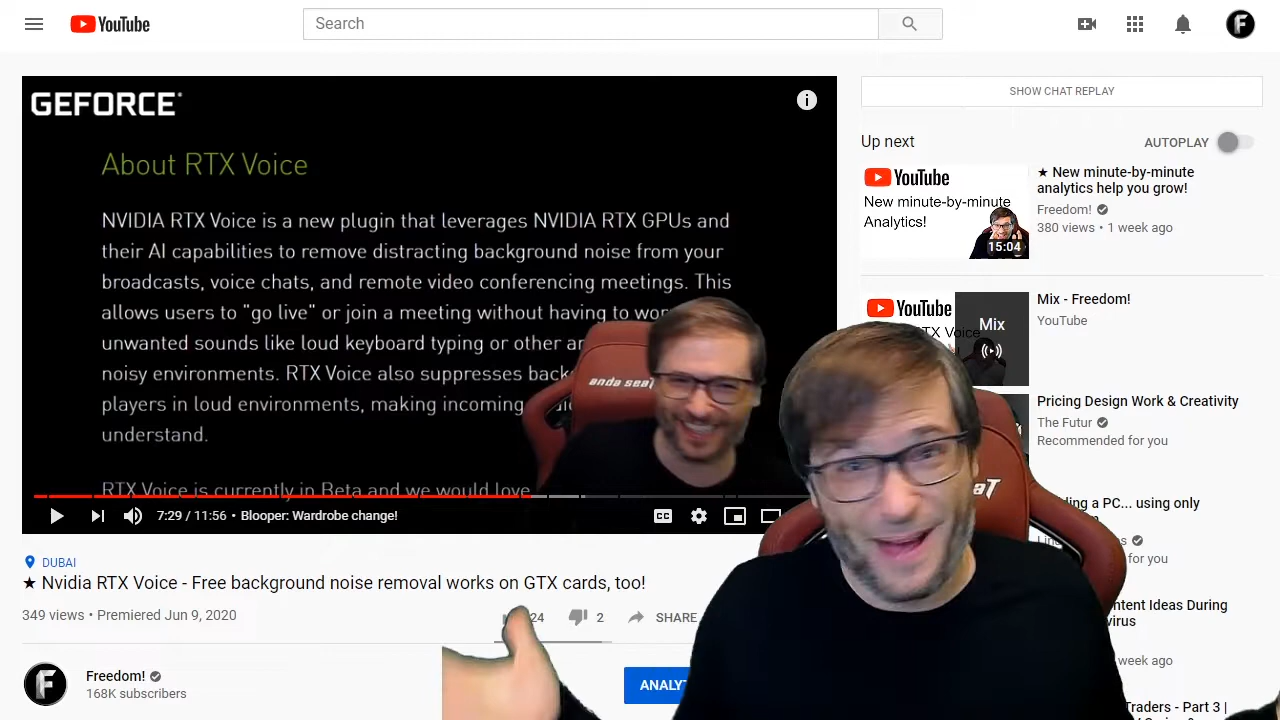 YouTube
Search
F
GEFORCE
About RTX Voice
NVIDIA RTX Voice is a new plugin that leverages NVIDIA RTX GPUs and
their AI capabilities to remove distracting background noise from your
broadcasts, voice chats, and remote video conferencing meetings. This
allows users to "go live" or join a meeting without having to
unwanted sounds like loud keyboard typing or other
noisy environments. RTX Voice also suppresses
players in loud environments, making incoming
understand.
RTX Voice is currently in Beta and we would love
anda seaT
7:29 / 11:56 • Blooper: Wardrobe change!
CC
DUBAI
★ Nvidia RTX Voice - Free background noise removal works on GTX cards, too!
349 views • Premiered Jun 9, 2020
24
2
SHARE
F
Freedom!
168K subscribers
SHOW CHAT REPLAY
Up next
AUTOPLAY
YouTube
New minute-by-minute
Analytics!
15:04
★ New minute-by-minute
analytics help you grow!
Freedom!
380 views • 1 week ago
YouTube
Voice
Mix
Mix - Freedom!
YouTube
Pricing Design Work & Creativity
The Futur
Recommended for you
a PC... using only
for you
Ideas During
week ago
Traders - Part 3 |